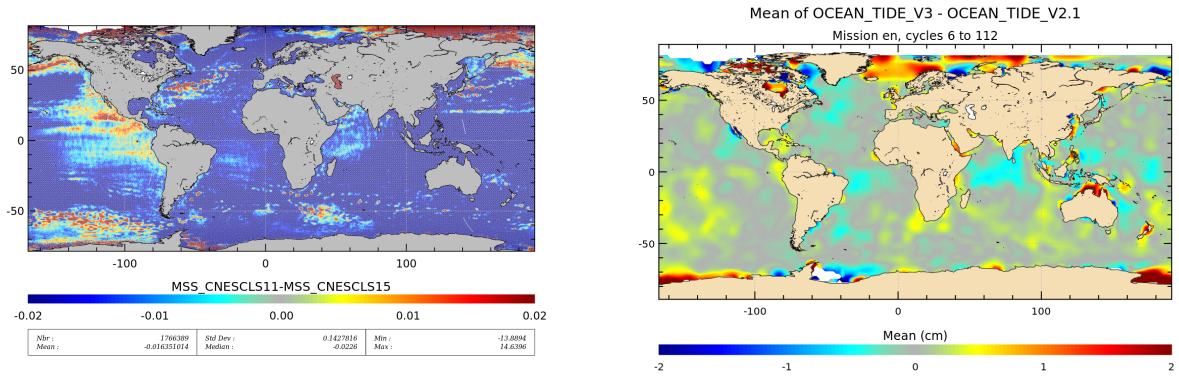 50
0
-50
-100
0
100
MSS_CNESCLS11-MSS_CNESCLS15
-0.02
-0.01
0.00
0.01
0.02
Nbr : 1766389
Mean : -0.016351014
Std Dev : 0.1427816
Median : -0.0226
Min : -13.8894
Max : 14.6396
Mean of OCEAN_TIDE_V3 - OCEAN_TIDE_V2.1
Mission en, cycles 6 to 112
50
0
-50
-100
0
100
Mean (cm)
-2
-1
0
1
2